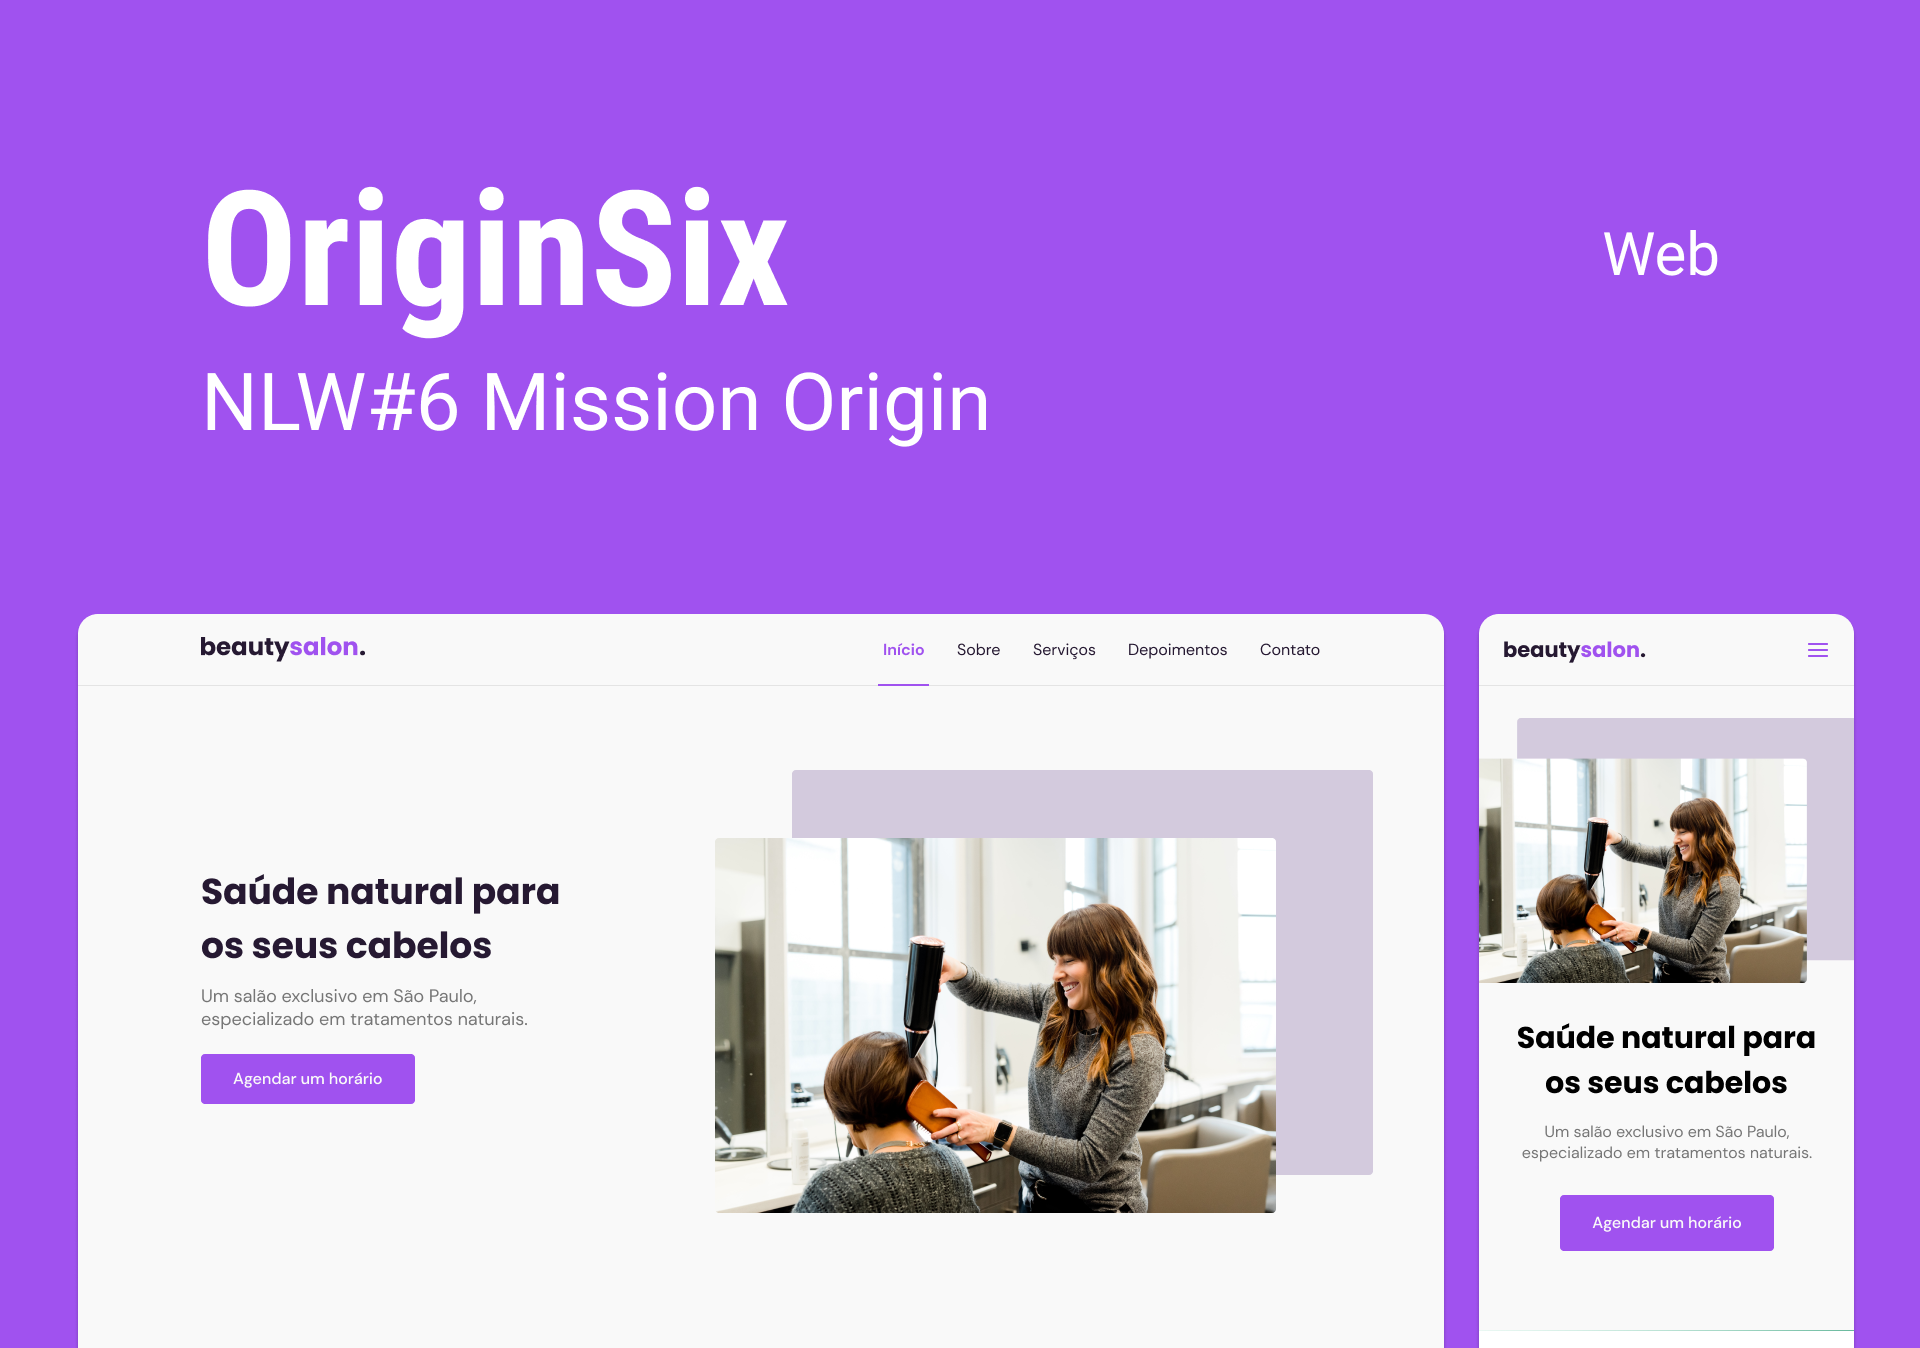 OriginSix
Web
NLW#6 Mission Origin
beautysalon.
Início Sobre Serviços Depoimentos Contato
Saúde natural para
os seus cabelos
Um salão exclusivo em São Paulo,
especializado em tratamentos naturais.
Agendar um horário
beautysalon.
Saúde natural para
os seus cabelos
Um salão exclusivo em São Paulo,
especializado em tratamentos naturais.
Agendar um horário